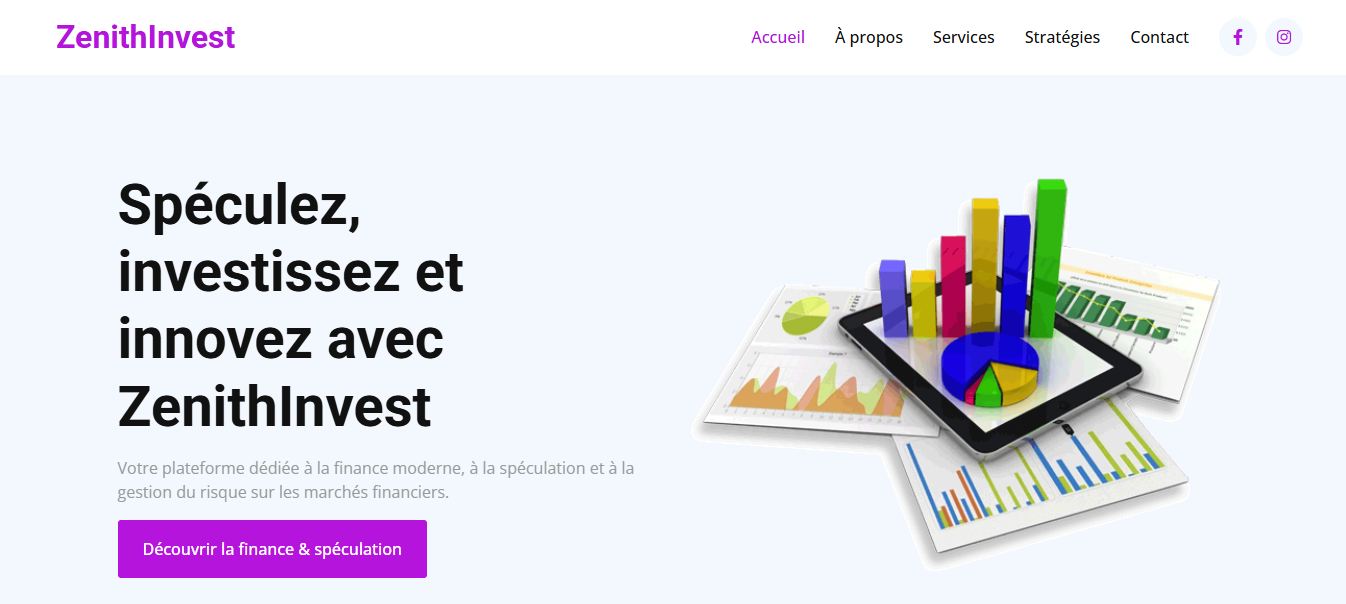 ZenithInvest
Accueil À propos Services Stratégies Contact
Spéculez,
investissez et
innovez avec
ZenithInvest
Votre plateforme dédiée à la finance moderne, à la spéculation et à la
gestion du risque sur les marchés financiers.
Découvrir la finance & spéculation